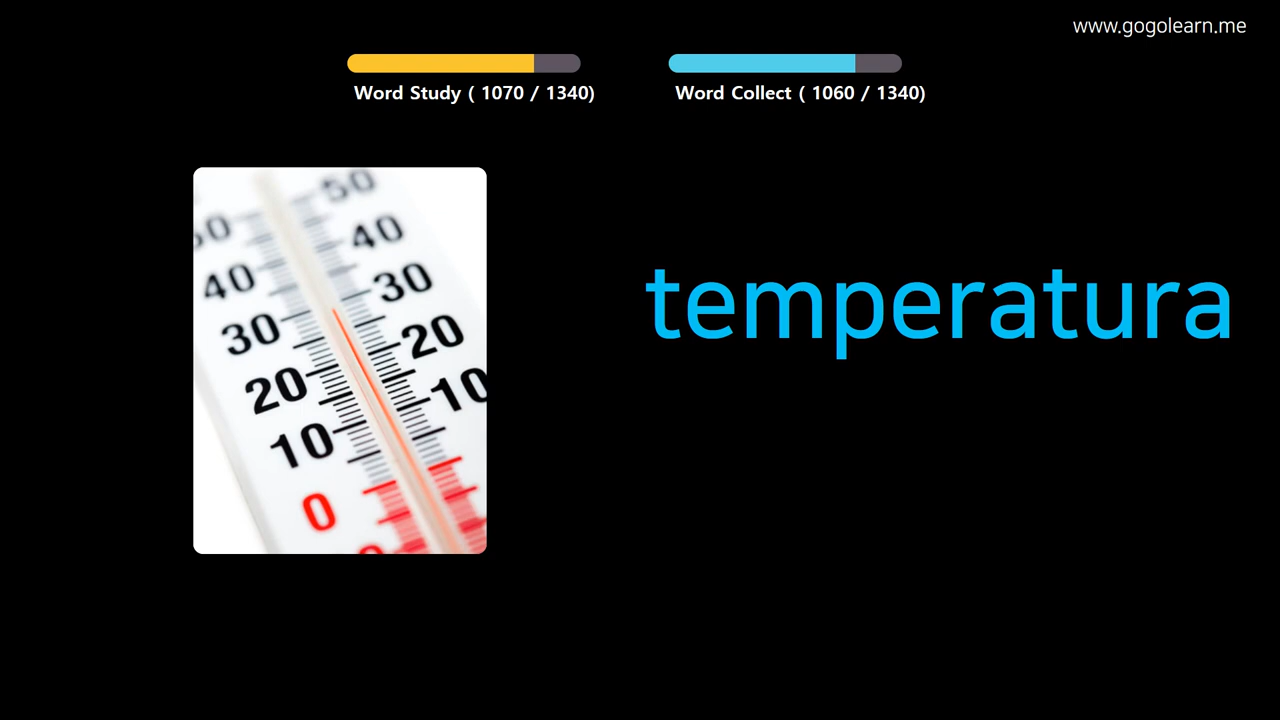 www.gogolearn.me
Word Study ( 1070 / 1340)
Word Collect ( 1060 / 1340)
50
50
40
40
30
30
20
20
10
10
0
temperatura